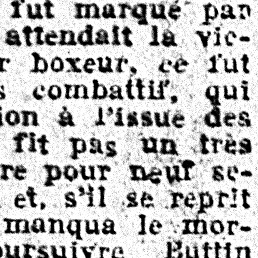 fut marqué par
attendait la vic-
r boxeur, ce fut
s combattif, qui
ion à l'issue des
fit pas un très
re pour neuf se-
et, s'il se reprit
manqua le mor-
oursuivre Buttin